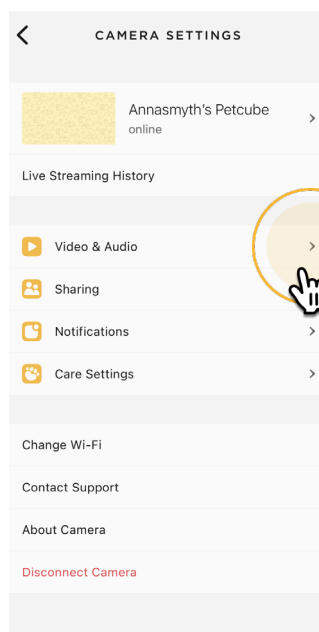 CAMERA SETTINGS
Annasmyth's Petcube
online
Live Streaming History
Video & Audio
Sharing
Notifications
Care Settings
Change Wi-Fi
Contact Support
About Camera
Disconnect Camera